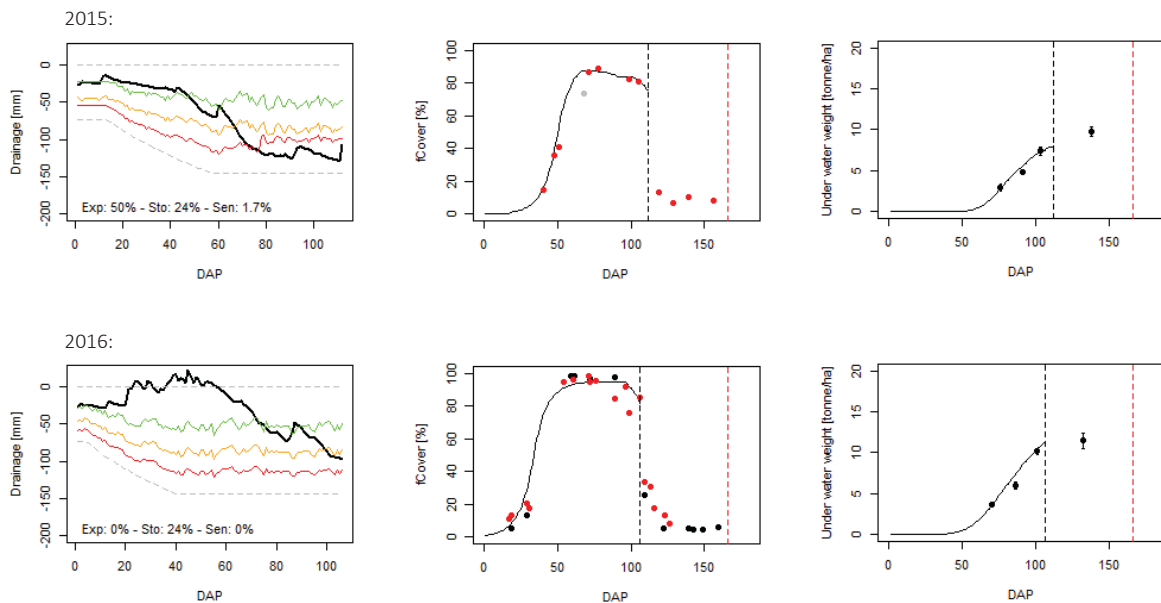 2015:
Drainage [mm]
0
-50
-100
-150
-200
Exp: 50% - Sto: 24% - Sen: 1.7%
0 20 40 60 80 100
DAP
fCover [%]
100
80
60
40
20
0
0 50 100 150
DAP
Under water weight [tonne/ha]
20
15
10
5
0
0 50 100 150
DAP
2016:
Drainage [mm]
0
-50
-100
-150
-200
Exp: 0% - Sto: 24% - Sen: 0%
0 20 40 60 80 100
DAP
fCover [%]
100
80
60
40
20
0
0 50 100 150
DAP
Under water weight [tonne/ha]
20
15
10
5
0
0 50 100 150
DAP